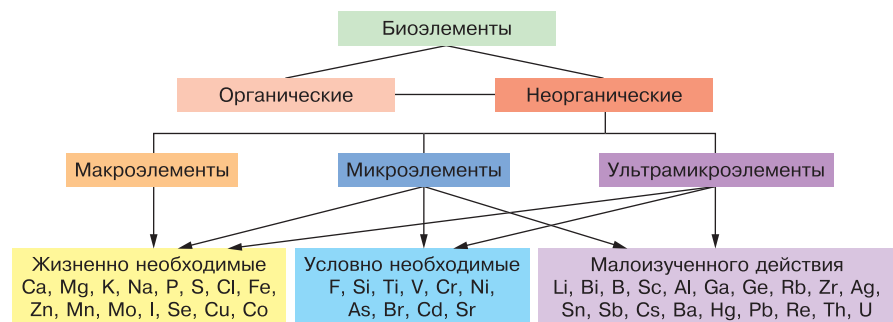 Биоэлементы
Органические
Неорганические
Макроэлементы
Микроэлементы
Ультрамикроэлементы
Жизненно необходимые
Ca, Mg, K, Na, P, S, Cl, Fe,
Zn, Mn, Mo, I, Se, Cu, Co
Условно необходимые
F, Si, Ti, V, Cr, Ni,
As, Br, Cd, Sr
Малоизученного действия
Li, Bi, B, Sc, Al, Ga, Ge, Rb, Zr, Ag,
Sn, Sb, Cs, Ba, Hg, Pb, Re, Th, U